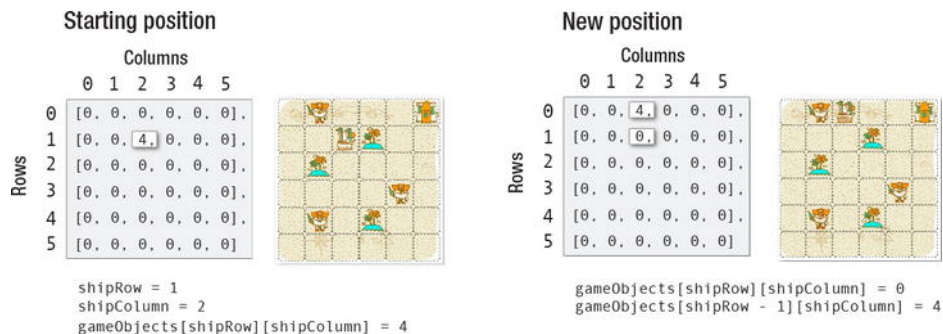 Starting position
Columns
0 1 2 3 4 5
Rows
0 [0, 0, 0, 0, 0, 0],
1 [0, 0, 4, 0, 0, 0],
2 [0, 0, 0, 0, 0, 0],
3 [0, 0, 0, 0, 0, 0],
4 [0, 0, 0, 0, 0, 0],
5 [0, 0, 0, 0, 0, 0]
shipRow = 1
shipColumn = 2
gameObjects[shipRow][shipColumn] = 4
New position
Columns
0 1 2 3 4 5
Rows
0 [0, 0, 4, 0, 0, 0],
1 [0, 0, 0, 0, 0, 0],
2 [0, 0, 0, 0, 0, 0],
3 [0, 0, 0, 0, 0, 0],
4 [0, 0, 0, 0, 0, 0],
5 [0, 0, 0, 0, 0, 0]
gameObjects[shipRow][shipColumn] = 0
gameObjects[shipRow - 1][shipColumn] = 4